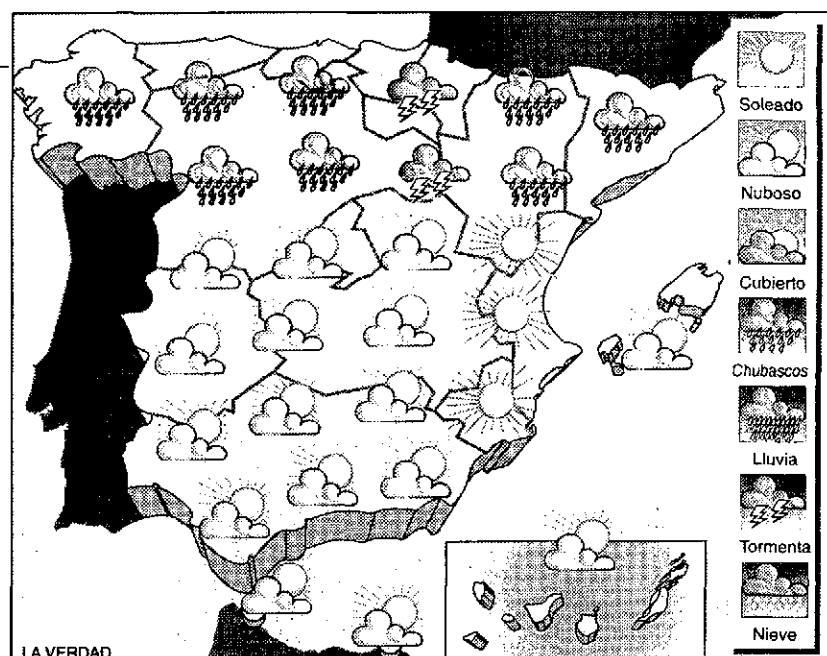 Soleado
Nuboso
Cubierto
Chubascos
Lluvia
Tormenta
Nieve
LA VERDAD